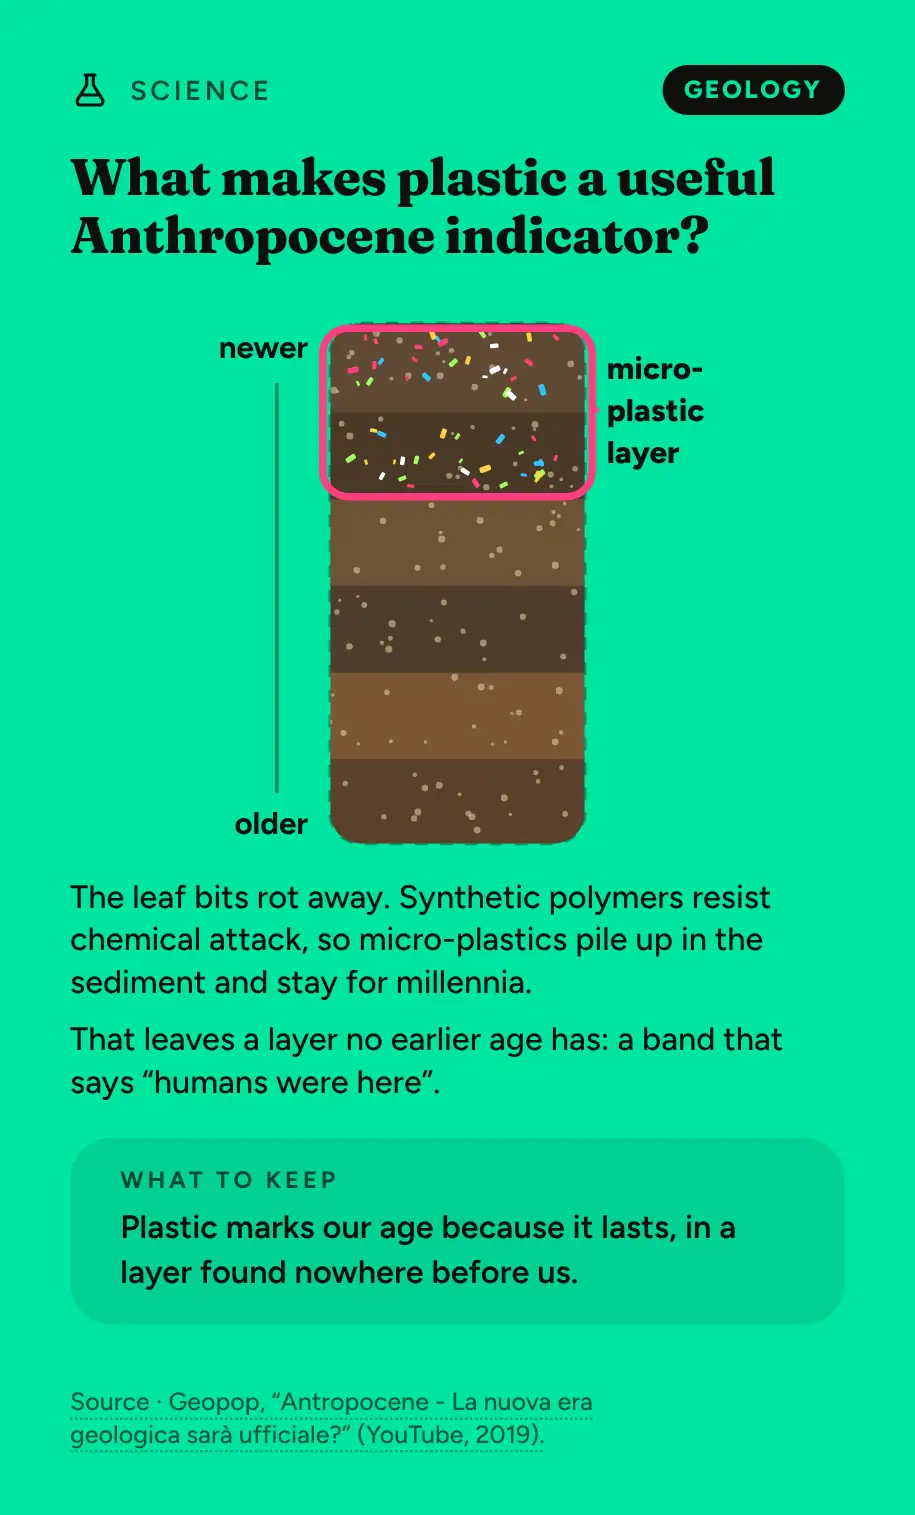 SCIENCE
GEOLOGY
What makes plastic a useful
Anthropocene indicator?
newer
micro-
plastic
layer
older
The leaf bits rot away. Synthetic polymers resist
chemical attack, so micro-plastics pile up in the
sediment and stay for millennia.
That leaves a layer no earlier age has: a band that
says “humans were here”.
WHAT TO KEEP
Plastic marks our age because it lasts, in a
layer found nowhere before us.
Source · Geopop, “Antropocene - La nuova era
geologica sarà ufficiale?” (YouTube, 2019).